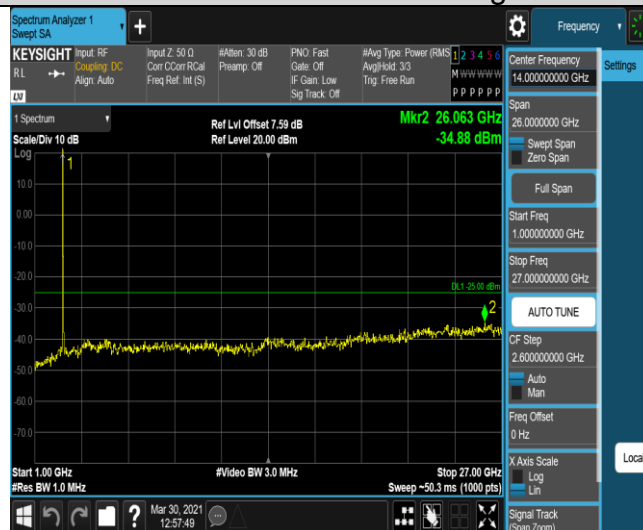 Spectrum Analyzer 1
Swept SA
+
Frequency
KEYSIGHT
RL
LXI
Input: RF
Coupling: DC
Align: Auto
Input Z: 50 Ω
Corr CCorr RCal
Freq Ref: Int (S)
#Atten: 30 dB
Preamp: Off
PNO: Fast
Gate: Off
IF Gain: Low
Sig Track: Off
#Avg Type: Power (RMS
Avg|Hold: 3/3
Trig: Free Run
1 2 3 4 5 6
M W W W W W
P P P P P P
1 Spectrum
Scale/Div 10 dB
Log
Ref Lvl Offset 7.59 dB
Ref Level 20.00 dBm
Mkr2 26.063 GHz
-34.88 dBm
1
10.0
0.00
-10.0
-20.0
DL1 -25.00 dBm
2
-30.0
-40.0
-50.0
-60.0
-70.0
Start 1.00 GHz
#Res BW 1.0 MHz
#Video BW 3.0 MHz
Stop 27.00 GHz
Sweep ~50.3 ms (1000 pts)
?
Mar 30, 2021
12:57:49
Center Frequency
14.000000000 GHz
Span
26.0000000 GHz
Swept Span
Zero Span
Full Span
Start Freq
1.000000000 GHz
Stop Freq
27.000000000 GHz
AUTO TUNE
CF Step
2.600000000 GHz
Auto
Man
Freq Offset
0 Hz
X Axis Scale
Log
Lin
Signal Track
(Span Zoom)
Settings
Local